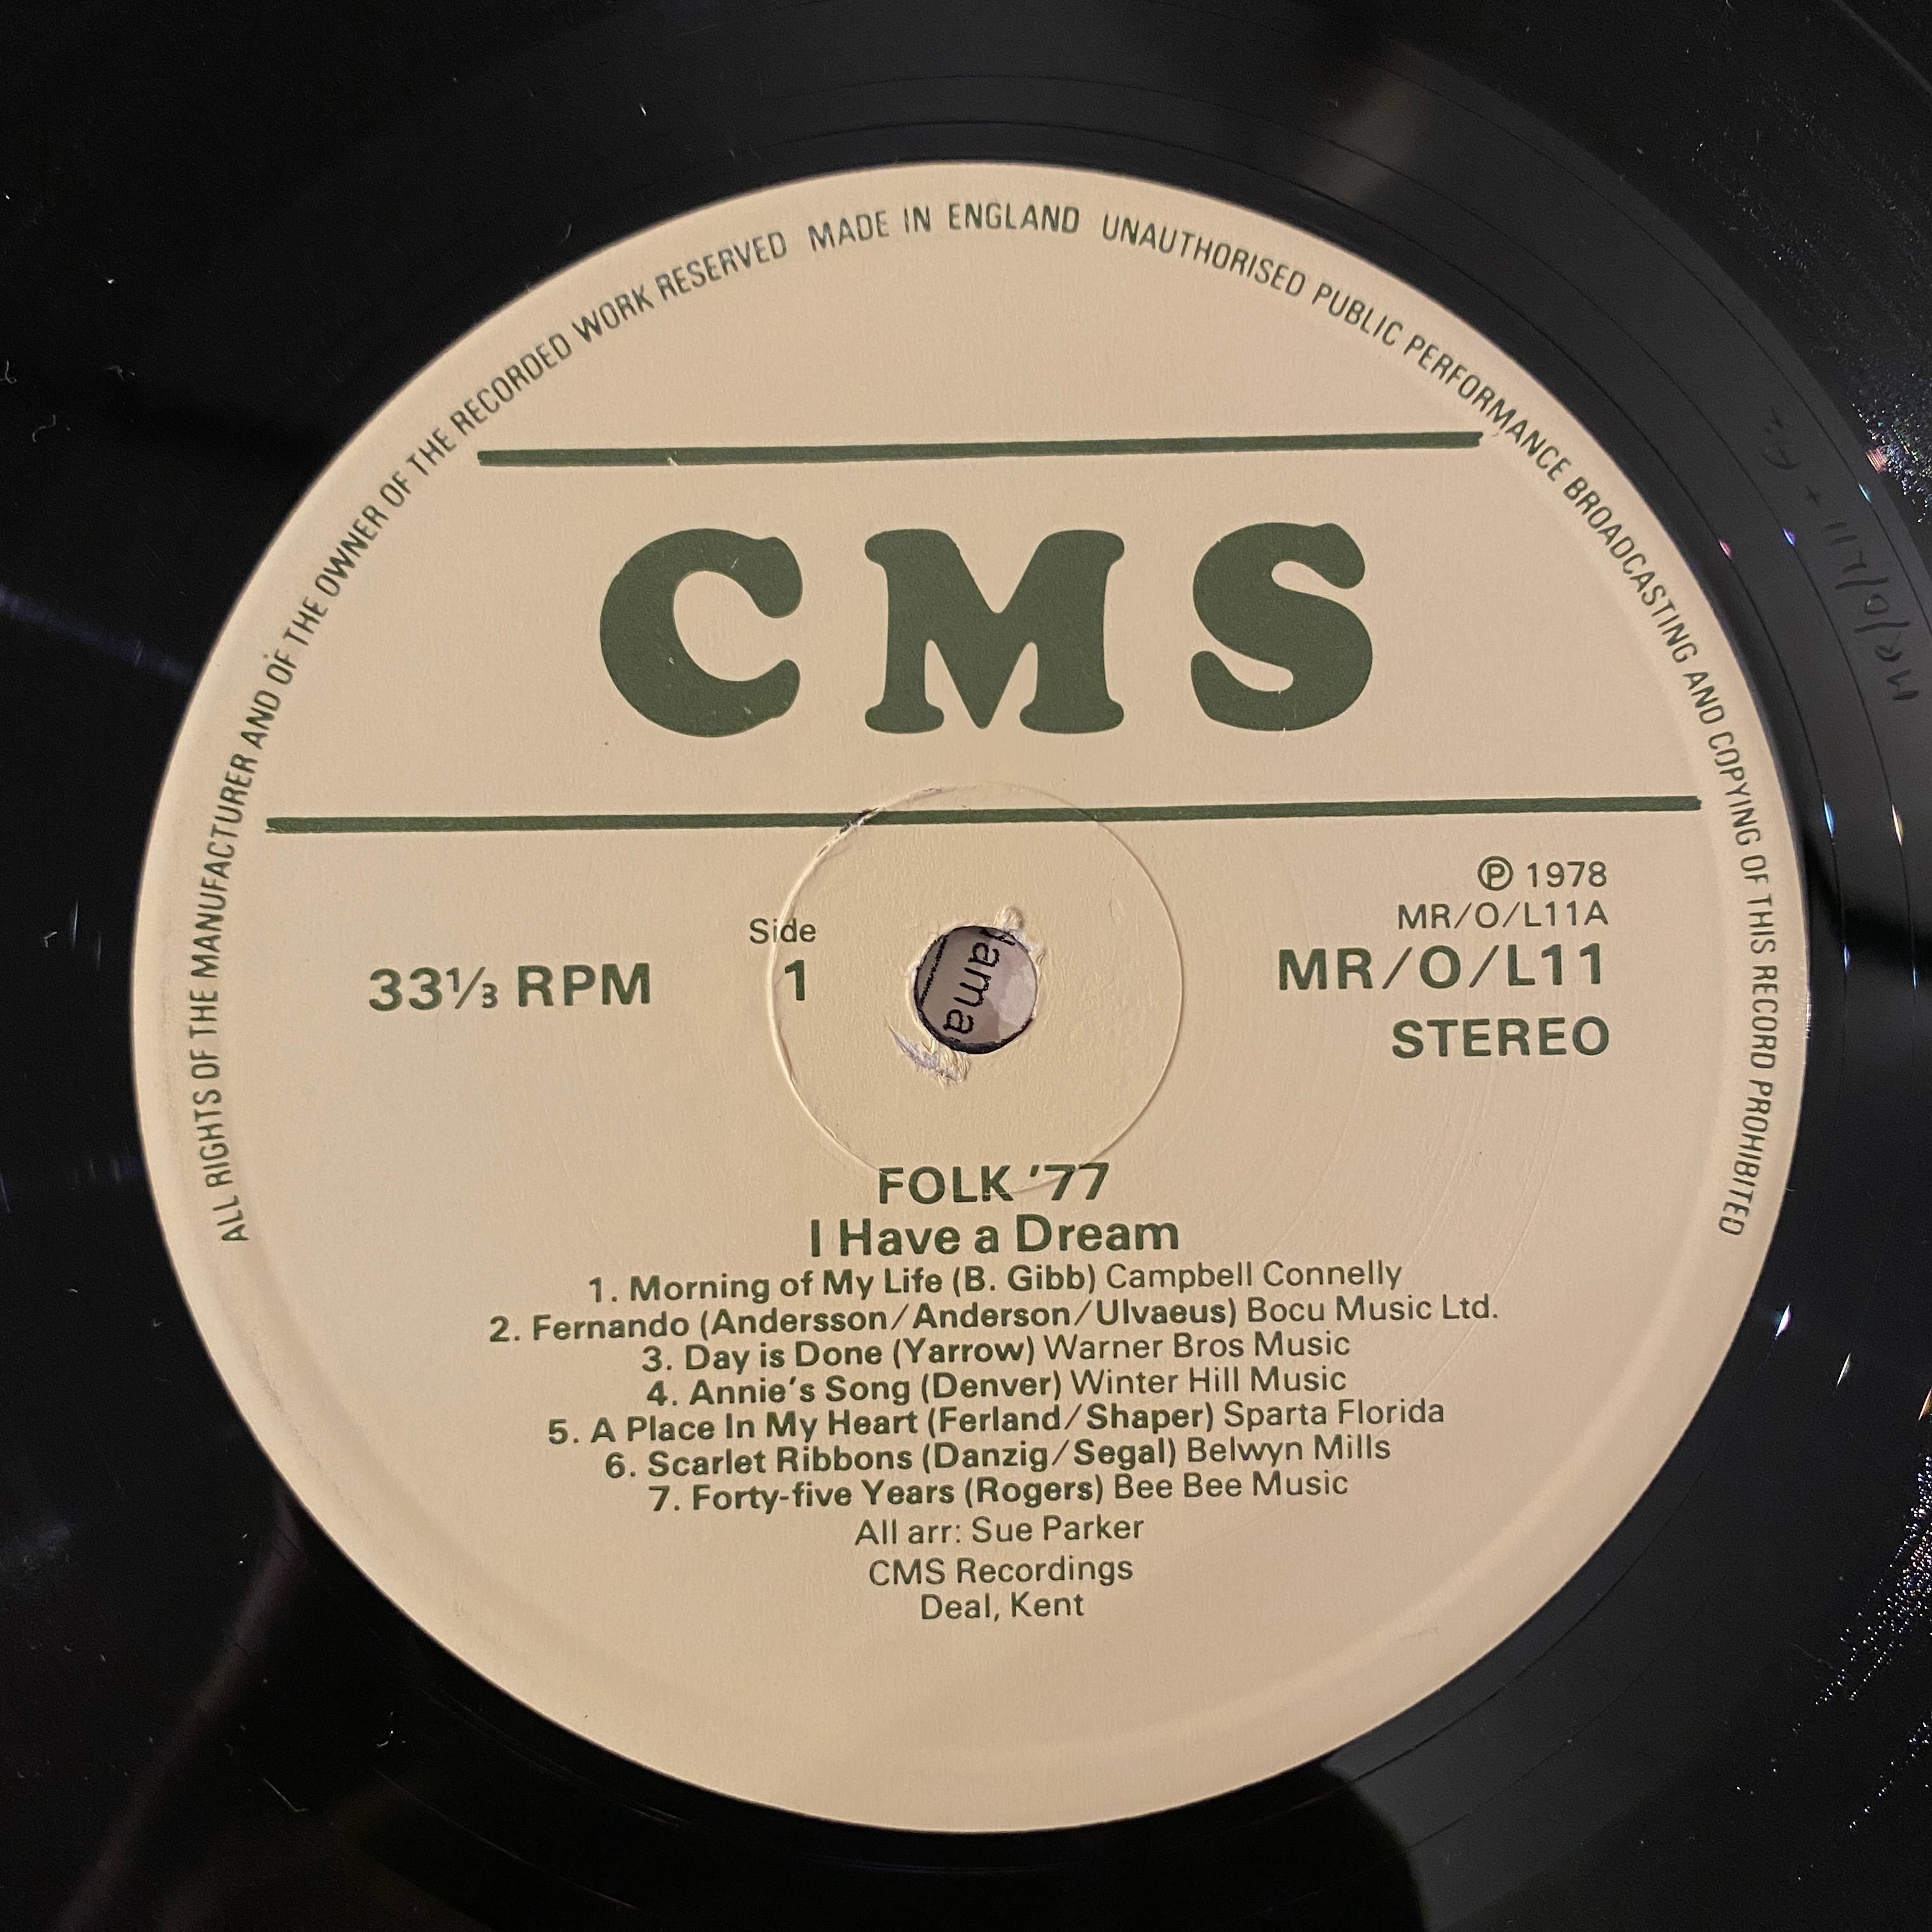 ALL RIGHTS OF THE MANUFACTURER AND OF THE OWNER OF THE RECORDED WORK RESERVED MADE IN ENGLAND UNAUTHORISED PUBLIC PERFORMANCE BROADCASTING AND COPYING OF THIS RECORD PROHIBITED
CMS
℗ 1978
MR/O/L11A
Side
1
33⅓ RPM
MR/O/L11
STEREO
FOLK '77
I Have a Dream
1. Morning of My Life (B. Gibb) Campbell Connelly
2. Fernando (Andersson/Anderson/Ulvaeus) Bocu Music Ltd.
3. Day is Done (Yarrow) Warner Bros Music
4. Annie's Song (Denver) Winter Hill Music
5. A Place In My Heart (Ferland/Shaper) Sparta Florida
6. Scarlet Ribbons (Danzig/Segal) Belwyn Mills
7. Forty-five Years (Rogers) Bee Bee Music
All arr: Sue Parker
CMS Recordings
Deal, Kent
MR/O/L11